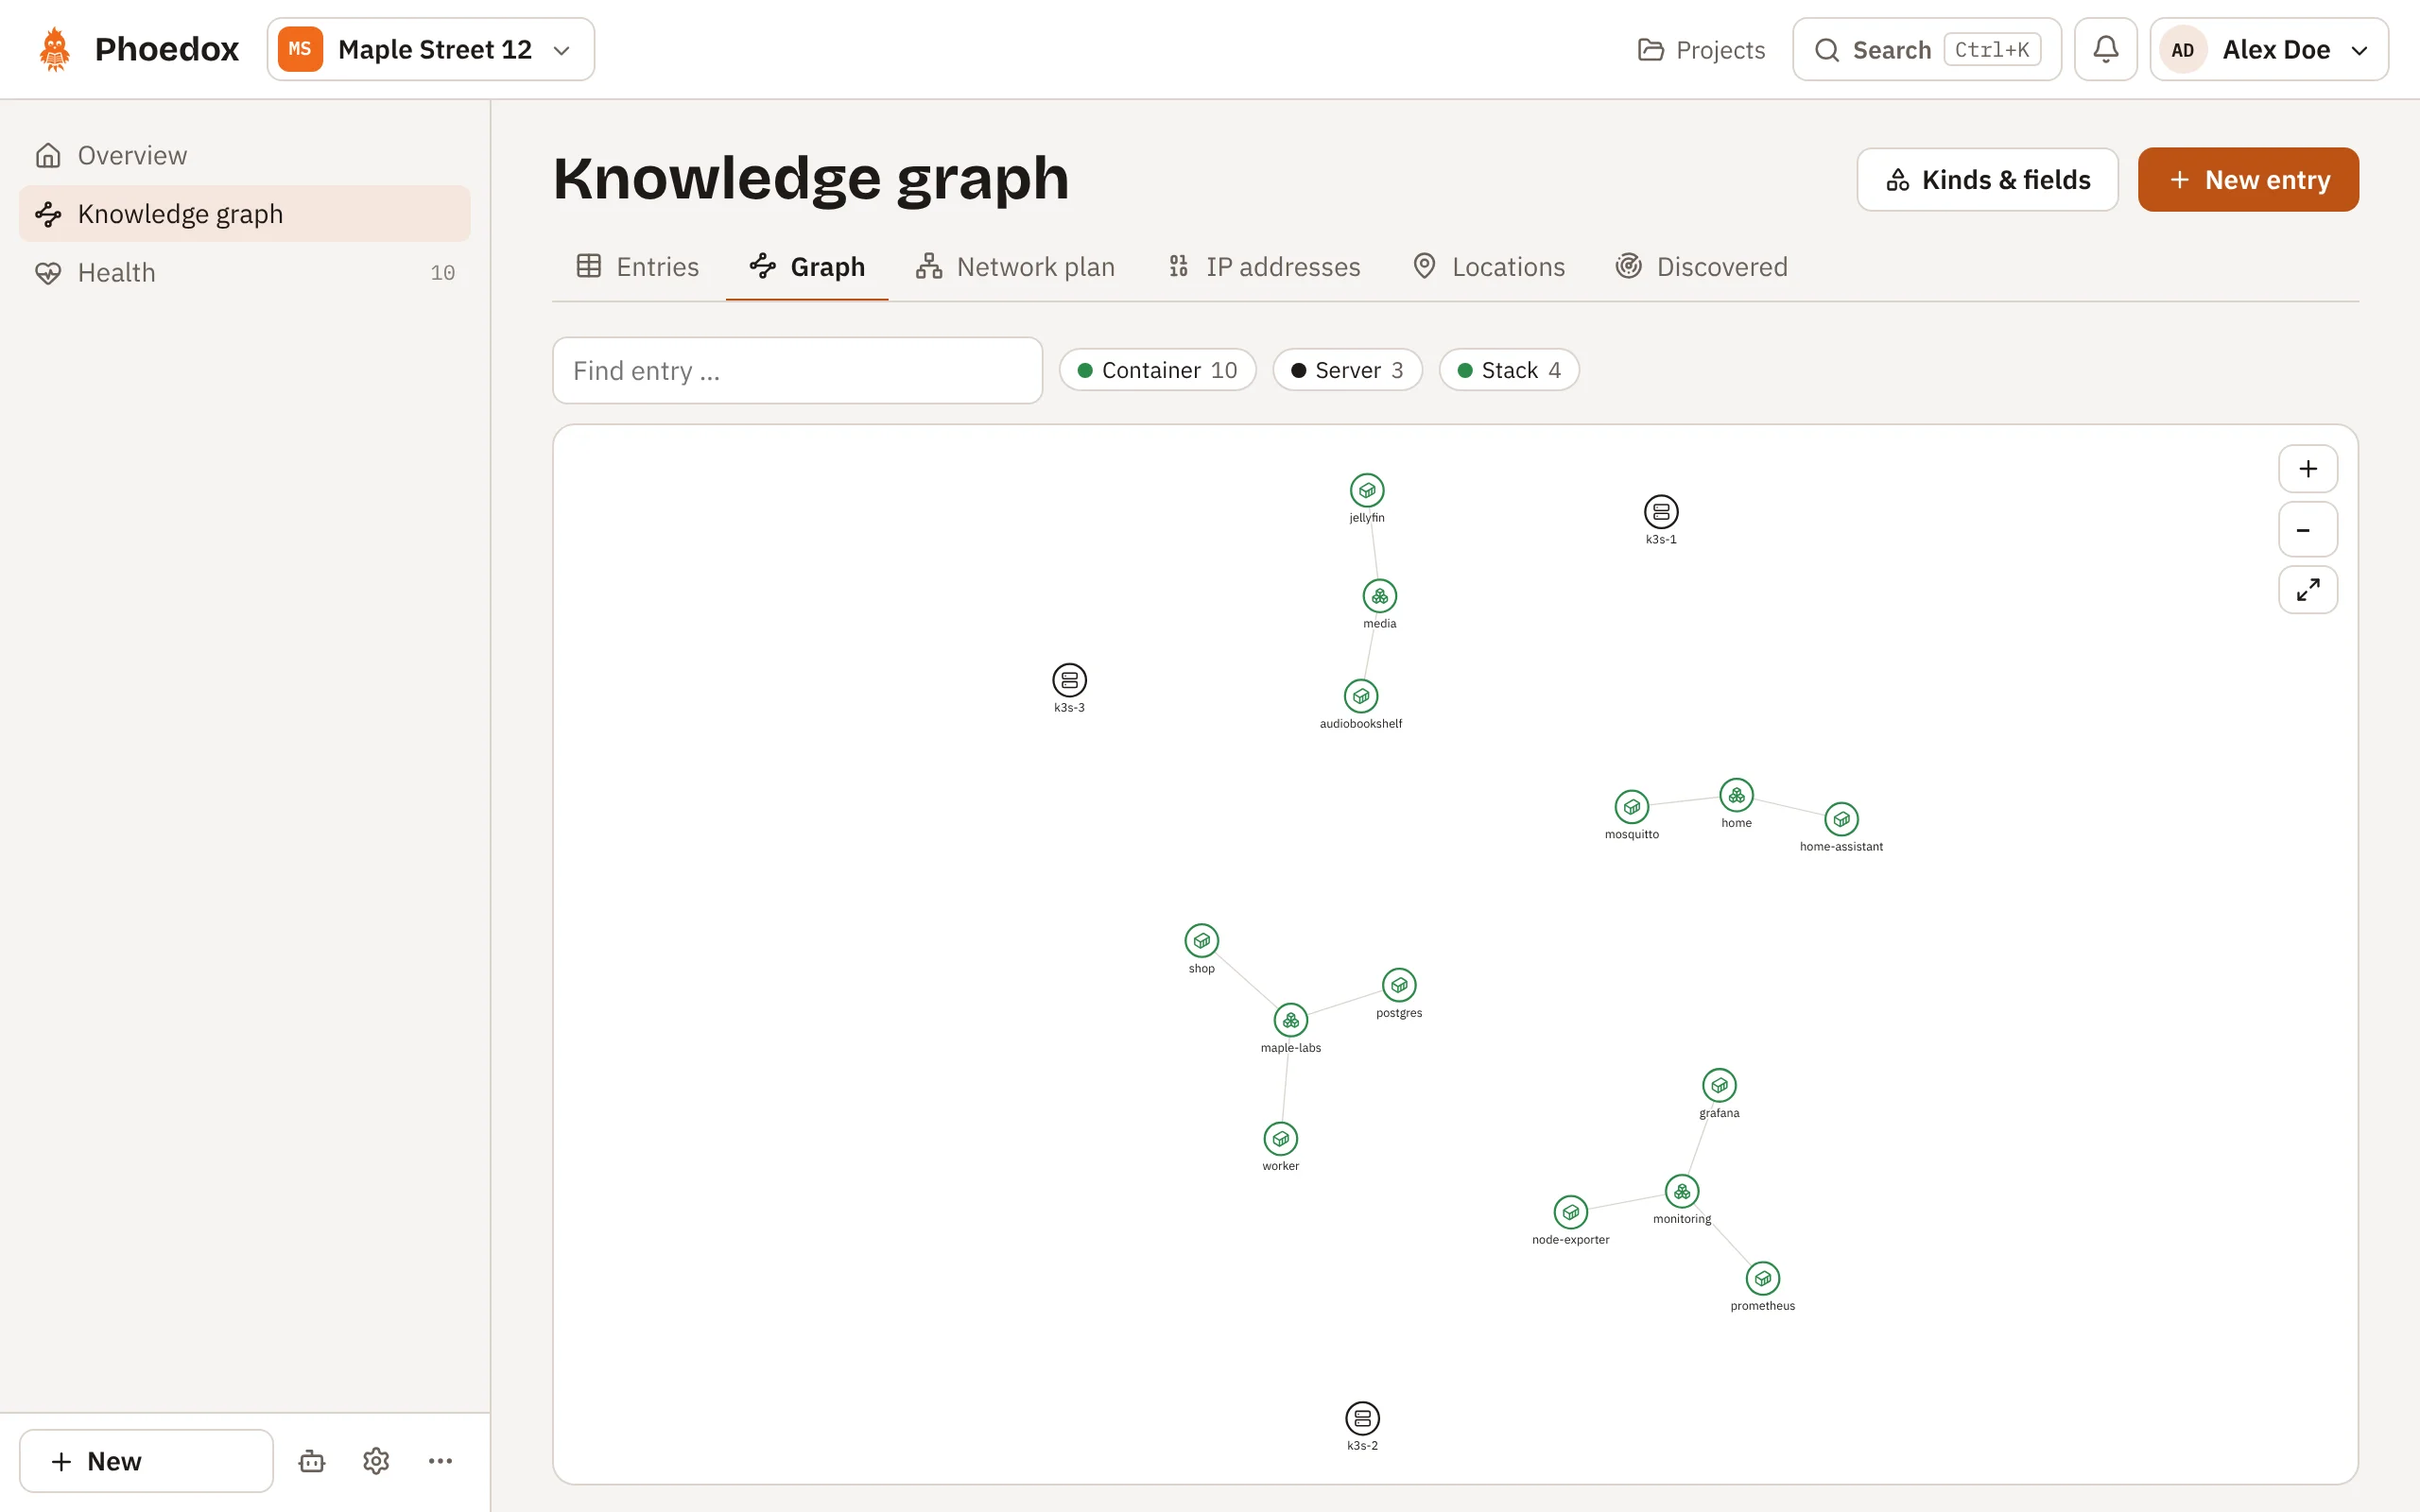 Phoedox
MS Maple Street 12
Projects
Search Ctrl+K
AD Alex Doe
Overview
Knowledge graph
Health 10
Knowledge graph
Kinds & fields
New entry
Entries
Graph
Network plan
IP addresses
Locations
Discovered
Find entry ...
Container 10
Server 3
Stack 4
jellyfin
k3s-1
media
k3s-3
audiobookshelf
mosquitto
home
home-assistant
shop
postgres
maple-labs
grafana
worker
monitoring
node-exporter
prometheus
k3s-2
New